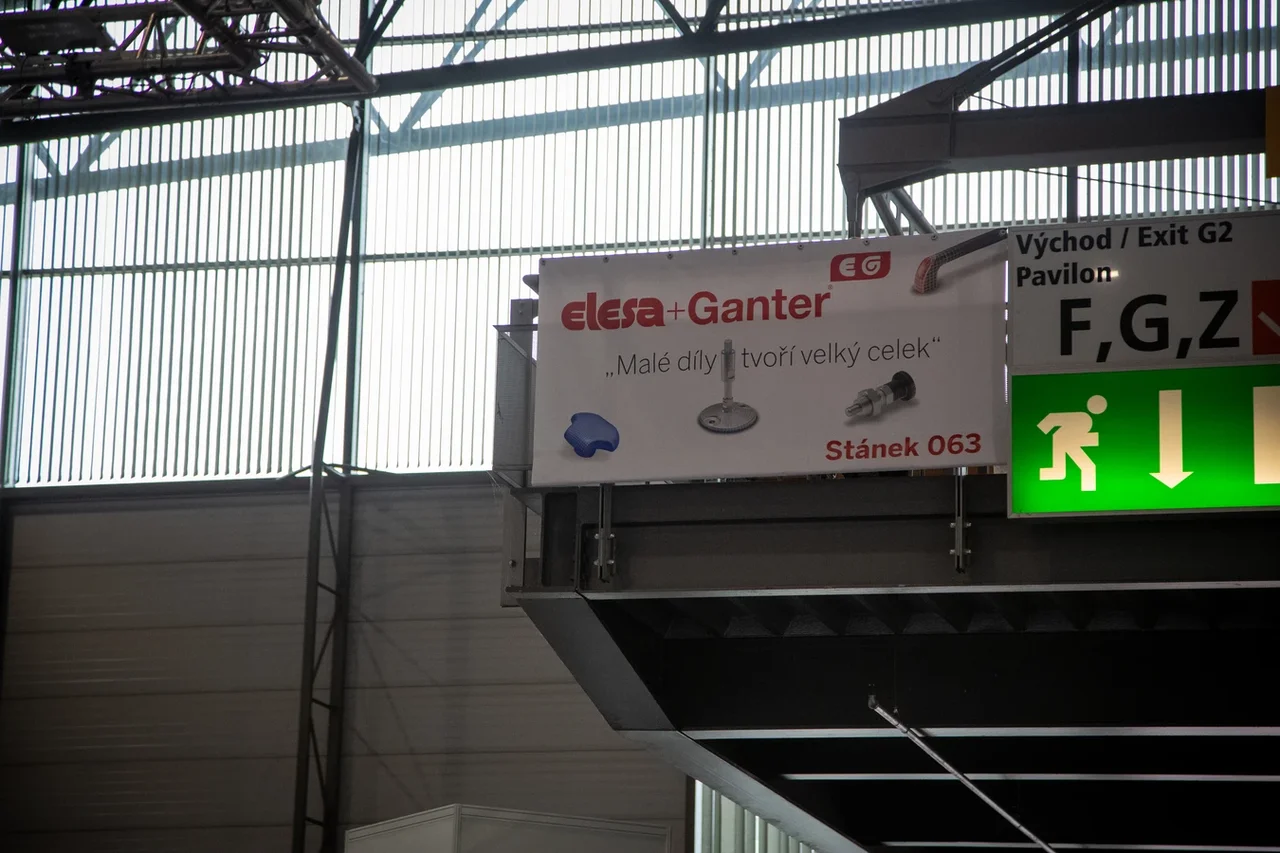 EG
elesa+Ganter®
„Malé díly tvoří velký celek“
Stánek 063
Východ / Exit G2
Pavilon
F,G,Z